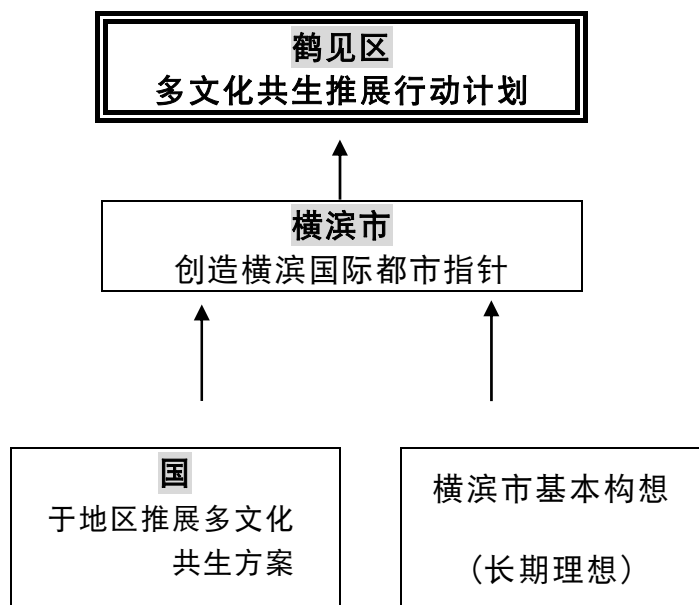 鹤见区
多文化共生推展行动计划
横滨市
创造横滨国际都市指针
国
于地区推展多文化
共生方案
横滨市基本构想
（长期理想）